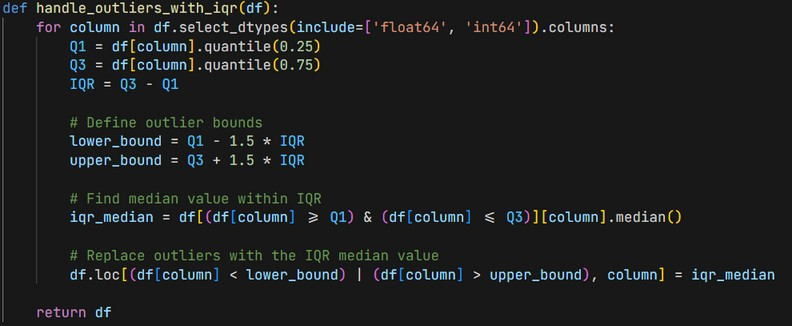 def handle_outliers_with_iqr(df):
    for column in df.select_dtypes(include=['float64', 'int64']).columns:
        Q1 = df[column].quantile(0.25)
        Q3 = df[column].quantile(0.75)
        IQR = Q3 - Q1

        # Define outlier bounds
        lower_bound = Q1 - 1.5 * IQR
        upper_bound = Q3 + 1.5 * IQR

        # Find median value within IQR
        iqr_median = df[(df[column] ⩾ Q1) & (df[column] ⩽ Q3)][column].median()

        # Replace outliers with the IQR median value
        df.loc[(df[column] < lower_bound) | (df[column] > upper_bound), column] = iqr_median

    return df